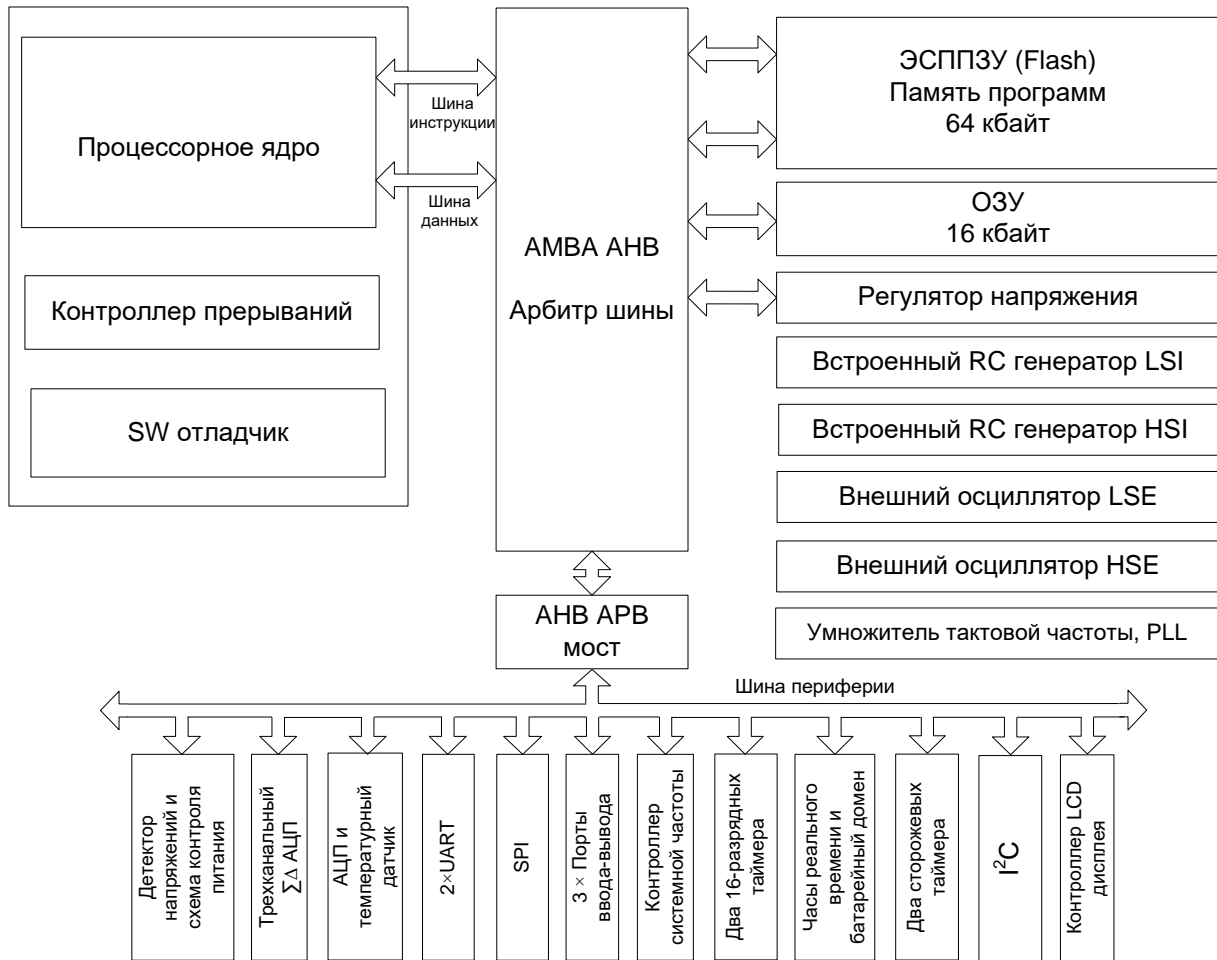 Процессорное ядро
Контроллер прерываний
SW отладчик
Шина
инструкции
Шина
данных
AMBA AHB
Арбитр шины
ЭСППЗУ (Flash)
Память программ
64 кбайт
ОЗУ
16 кбайт
Регулятор напряжения
Встроенный RC генератор LSI
Встроенный RC генератор HSI
Внешний осциллятор LSE
Внешний осциллятор HSE
Умножитель тактовой частоты, PLL
AHB APB
мост
Шина периферии
Детектор
напряжений и
схема контроля
питания
Трехканальный
∑Δ АЦП
АЦП и
температурный
датчик
2×UART
SPI
3 × Порты
ввода-вывода
Контроллер
системной частоты
Два 16-разрядных
таймера
Часы реального
времени и
батарейный домен
Два сторожевых
таймера
I²C
Контроллер LCD
дисплея